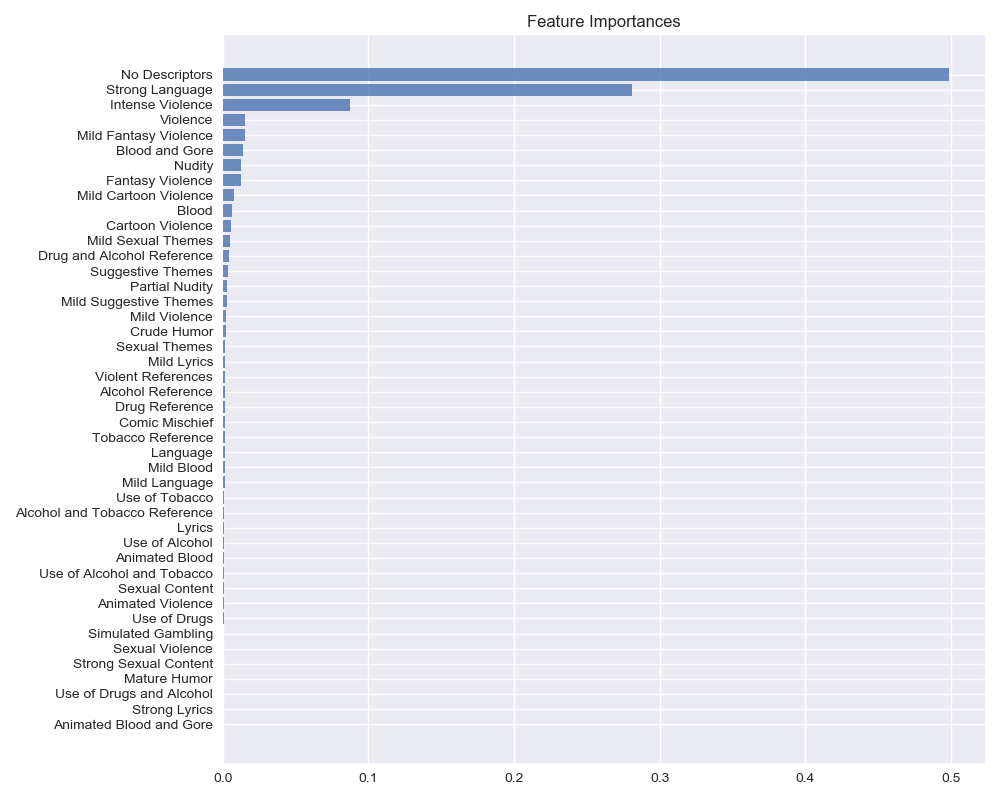 Feature Importances
No Descriptors
Strong Language
Intense Violence
Violence
Mild Fantasy Violence
Blood and Gore
Nudity
Fantasy Violence
Mild Cartoon Violence
Blood
Cartoon Violence
Mild Sexual Themes
Drug and Alcohol Reference
Suggestive Themes
Partial Nudity
Mild Suggestive Themes
Mild Violence
Crude Humor
Sexual Themes
Mild Lyrics
Violent References
Alcohol Reference
Drug Reference
Comic Mischief
Tobacco Reference
Language
Mild Blood
Mild Language
Use of Tobacco
Alcohol and Tobacco Reference
Lyrics
Use of Alcohol
Animated Blood
Use of Alcohol and Tobacco
Sexual Content
Animated Violence
Use of Drugs
Simulated Gambling
Sexual Violence
Strong Sexual Content
Mature Humor
Use of Drugs and Alcohol
Strong Lyrics
Animated Blood and Gore
0.0 0.1 0.2 0.3 0.4 0.5